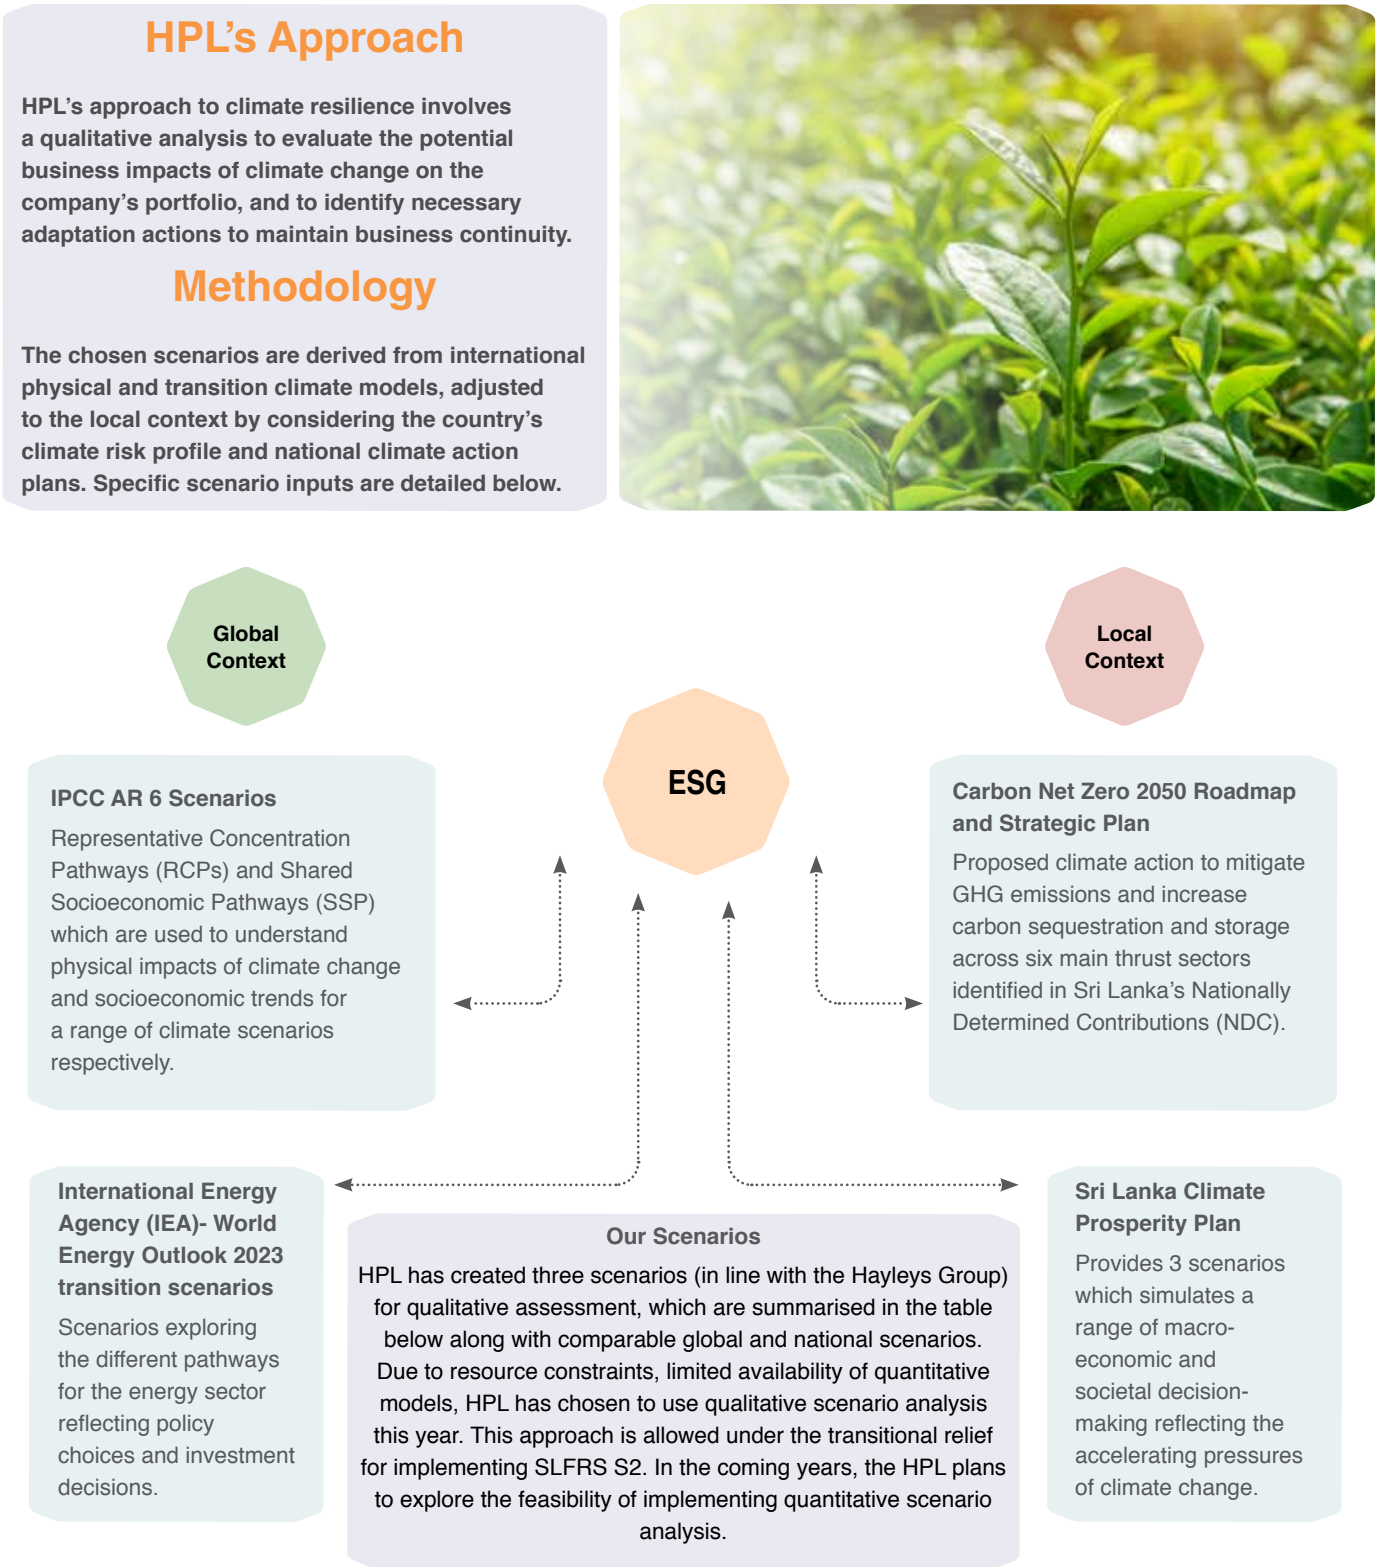 HPL’s Approach
HPL’s approach to climate resilience involves
a qualitative analysis to evaluate the potential
business impacts of climate change on the
company’s portfolio, and to identify necessary
adaptation actions to maintain business continuity.
Methodology
The chosen scenarios are derived from international
physical and transition climate models, adjusted
to the local context by considering the country’s
climate risk profile and national climate action
plans. Specific scenario inputs are detailed below.
Global
Context
IPCC AR 6 Scenarios
Representative Concentration
Pathways (RCPs) and Shared
Socioeconomic Pathways (SSP)
which are used to understand
physical impacts of climate change
and socioeconomic trends for
a range of climate scenarios
respectively.
ESG
Local
Context
Carbon Net Zero 2050 Roadmap
and Strategic Plan
Proposed climate action to mitigate
GHG emissions and increase
carbon sequestration and storage
across six main thrust sectors
identified in Sri Lanka’s Nationally
Determined Contributions (NDC).
International Energy
Agency (IEA)- World
Energy Outlook 2023
transition scenarios
Scenarios exploring
the different pathways
for the energy sector
reflecting policy
choices and investment
decisions.
Our Scenarios
HPL has created three scenarios (in line with the Hayleys Group)
for qualitative assessment, which are summarised in the table
below along with comparable global and national scenarios.
Due to resource constraints, limited availability of quantitative
models, HPL has chosen to use qualitative scenario analysis
this year. This approach is allowed under the transitional relief
for implementing SLFRS S2. In the coming years, the HPL plans
to explore the feasibility of implementing quantitative scenario
analysis.
Sri Lanka Climate
Prosperity Plan
Provides 3 scenarios
which simulates a
range of macro-
economic and
societal decision-
making reflecting the
accelerating pressures
of climate change.